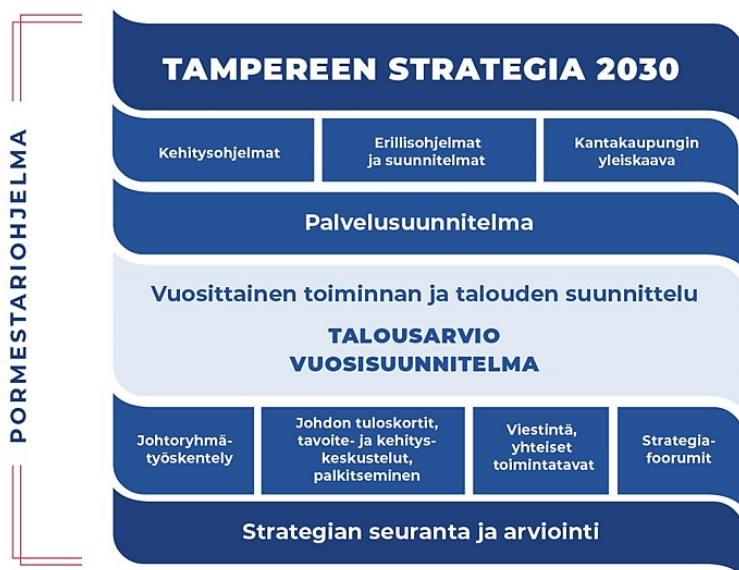 PORMESTARIOHJELMA
TAMPEREEN STRATEGIA 2030
Kehitysohjelmat
Erillisohjelmat
ja suunnitelmat
Kantakaupungin
yleiskaava
Palvelusuunnitelma
Vuosittainen toiminnan ja talouden suunnittelu
TALOUSARVIO
VUOSISUUNNITELMA
Johtoryhmä-
työskentely
Johdon tuloskortit,
tavoite- ja kehitys-
keskustelut,
palkitseminen
Viestintä,
yhteiset
toimintatavat
Strategia-
foorumit
Strategian seuranta ja arviointi